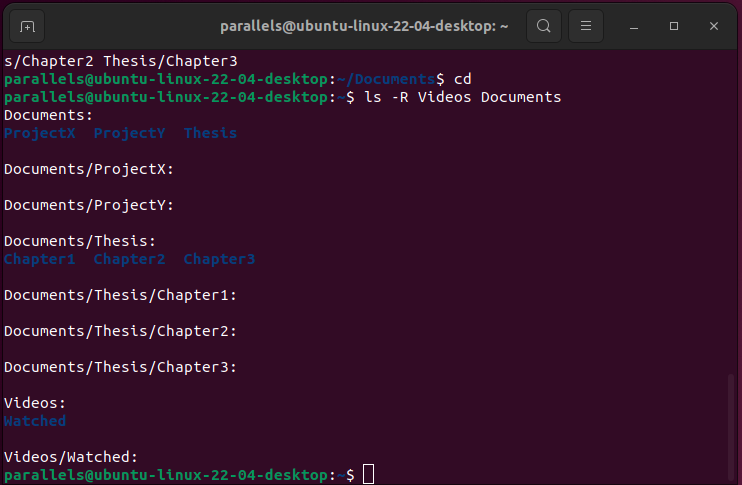 parallels@ubuntu-linux-22-04-desktop: ~
s/Chapter2 Thesis/Chapter3
parallels@ubuntu-linux-22-04-desktop:~/Documents$ cd
parallels@ubuntu-linux-22-04-desktop:~$ ls -R Videos Documents
Documents:
ProjectX  ProjectY  Thesis
Documents/ProjectX:
Documents/ProjectY:
Documents/Thesis:
Chapter1  Chapter2  Chapter3
Documents/Thesis/Chapter1:
Documents/Thesis/Chapter2:
Documents/Thesis/Chapter3:
Videos:
Watched
Videos/Watched:
parallels@ubuntu-linux-22-04-desktop:~$